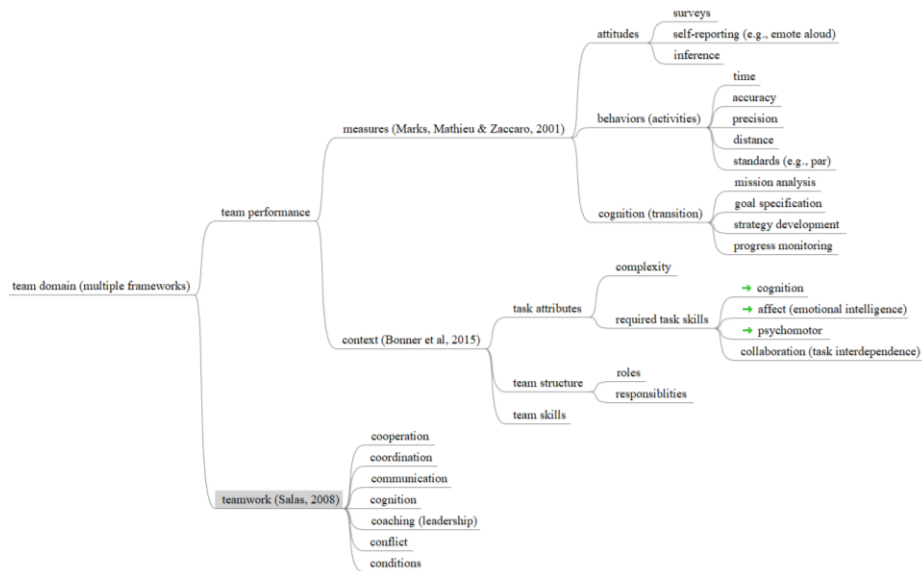 team domain (multiple frameworks)
team performance
measures (Marks, Mathieu & Zaccaro, 2001)
attitudes
surveys
self-reporting (e.g., emote aloud)
inference
behaviors (activities)
time
accuracy
precision
distance
standards (e.g., par)
cognition (transition)
mission analysis
goal specification
strategy development
progress monitoring
context (Bonner et al, 2015)
task attributes
complexity
required task skills
cognition
affect (emotional intelligence)
psychomotor
collaboration (task interdependence)
team structure
roles
responsiblities
team skills
teamwork (Salas, 2008)
cooperation
coordination
communication
cognition
coaching (leadership)
conflict
conditions